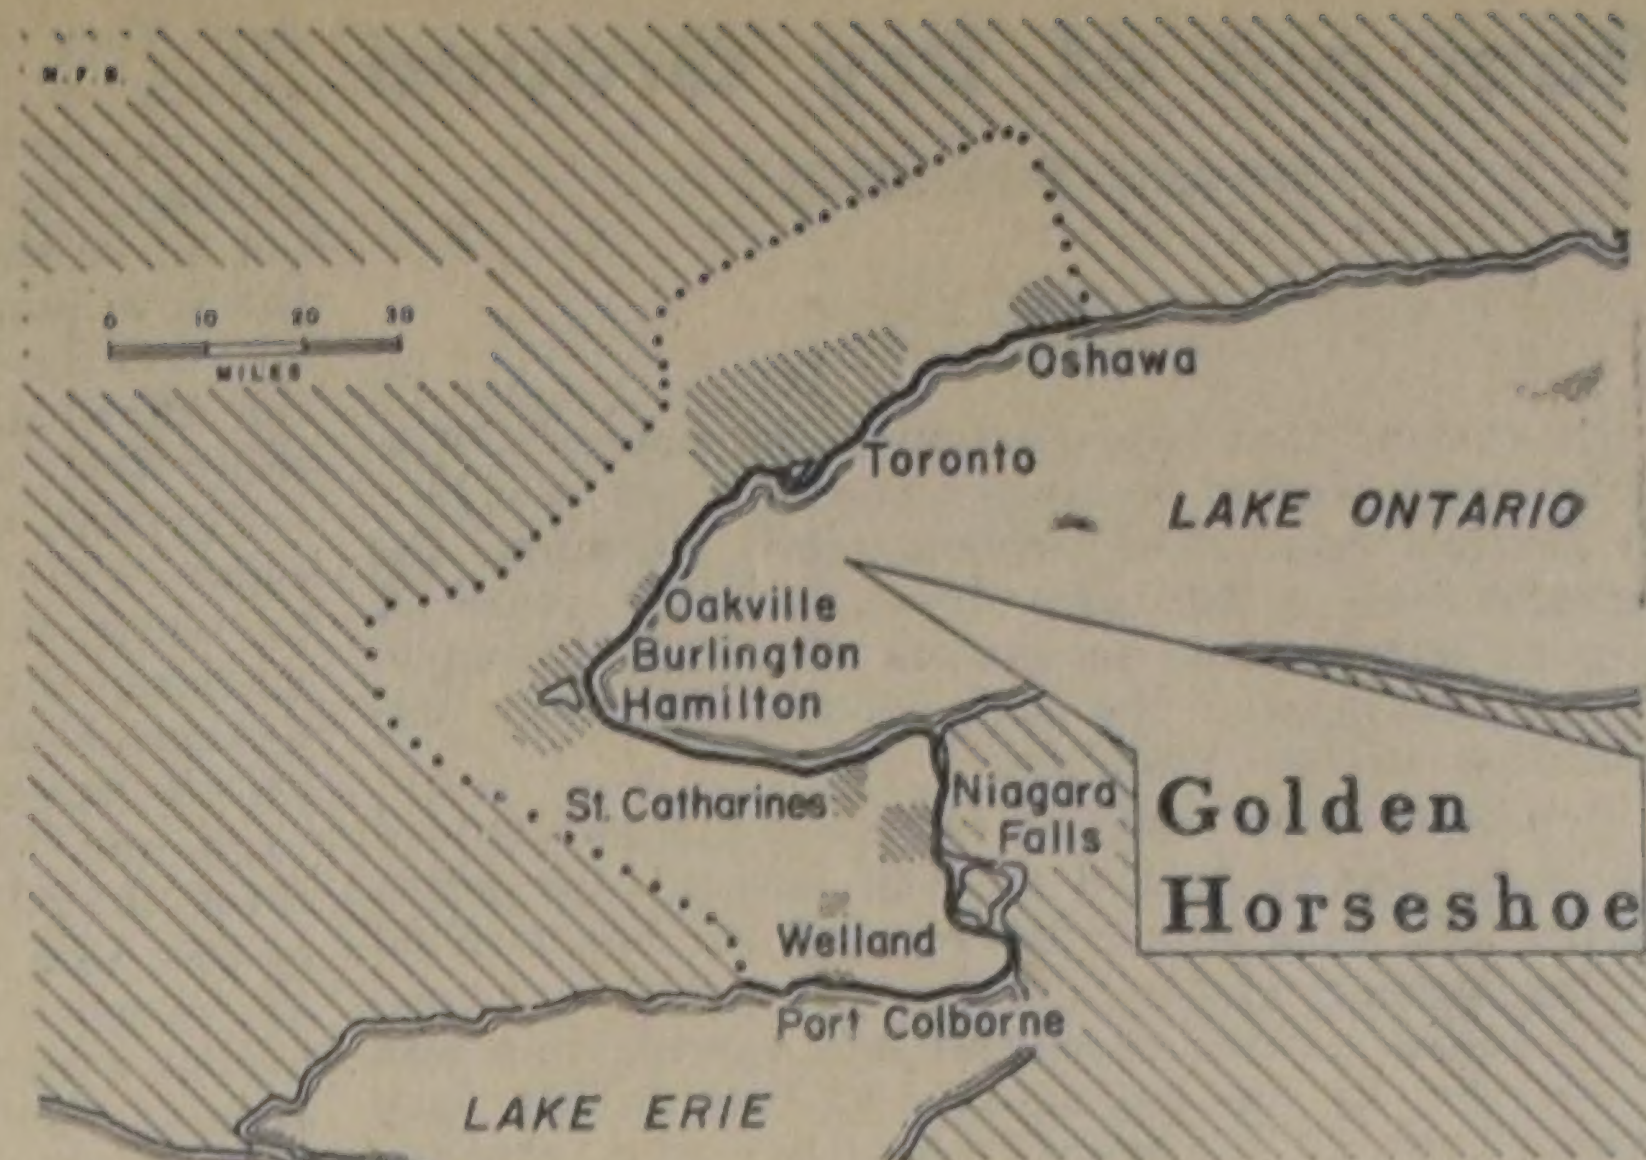 0 10 20 30
MILES
Oshawa
Toronto
LAKE ONTARIO
Oakville
Burlington
Hamilton
St. Catharines
Niagara
Falls
Golden
Horseshoe
Welland
Port Colborne
LAKE ERIE